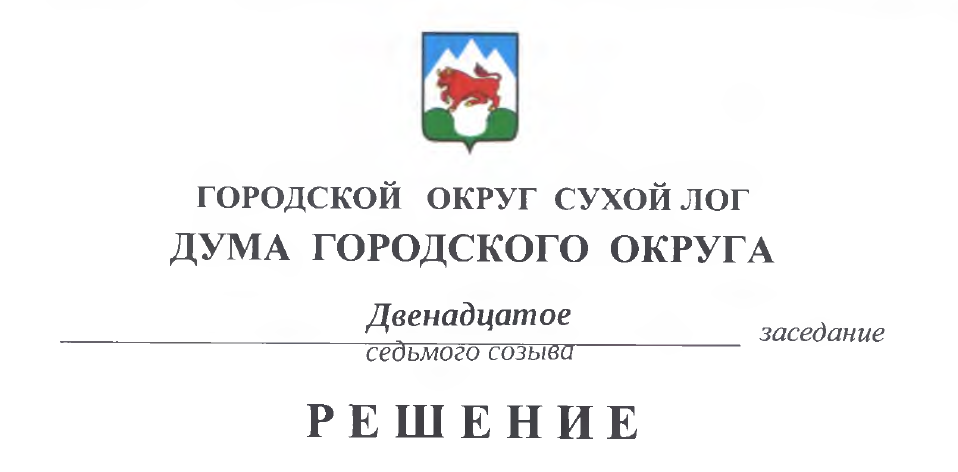 ГОРОДСКОЙ ОКРУГ СУХОЙ ЛОГ
ДУМА ГОРОДСКОГО ОКРУГА
Двенадцатое заседание
седьмого созыва
РЕШЕНИЕ